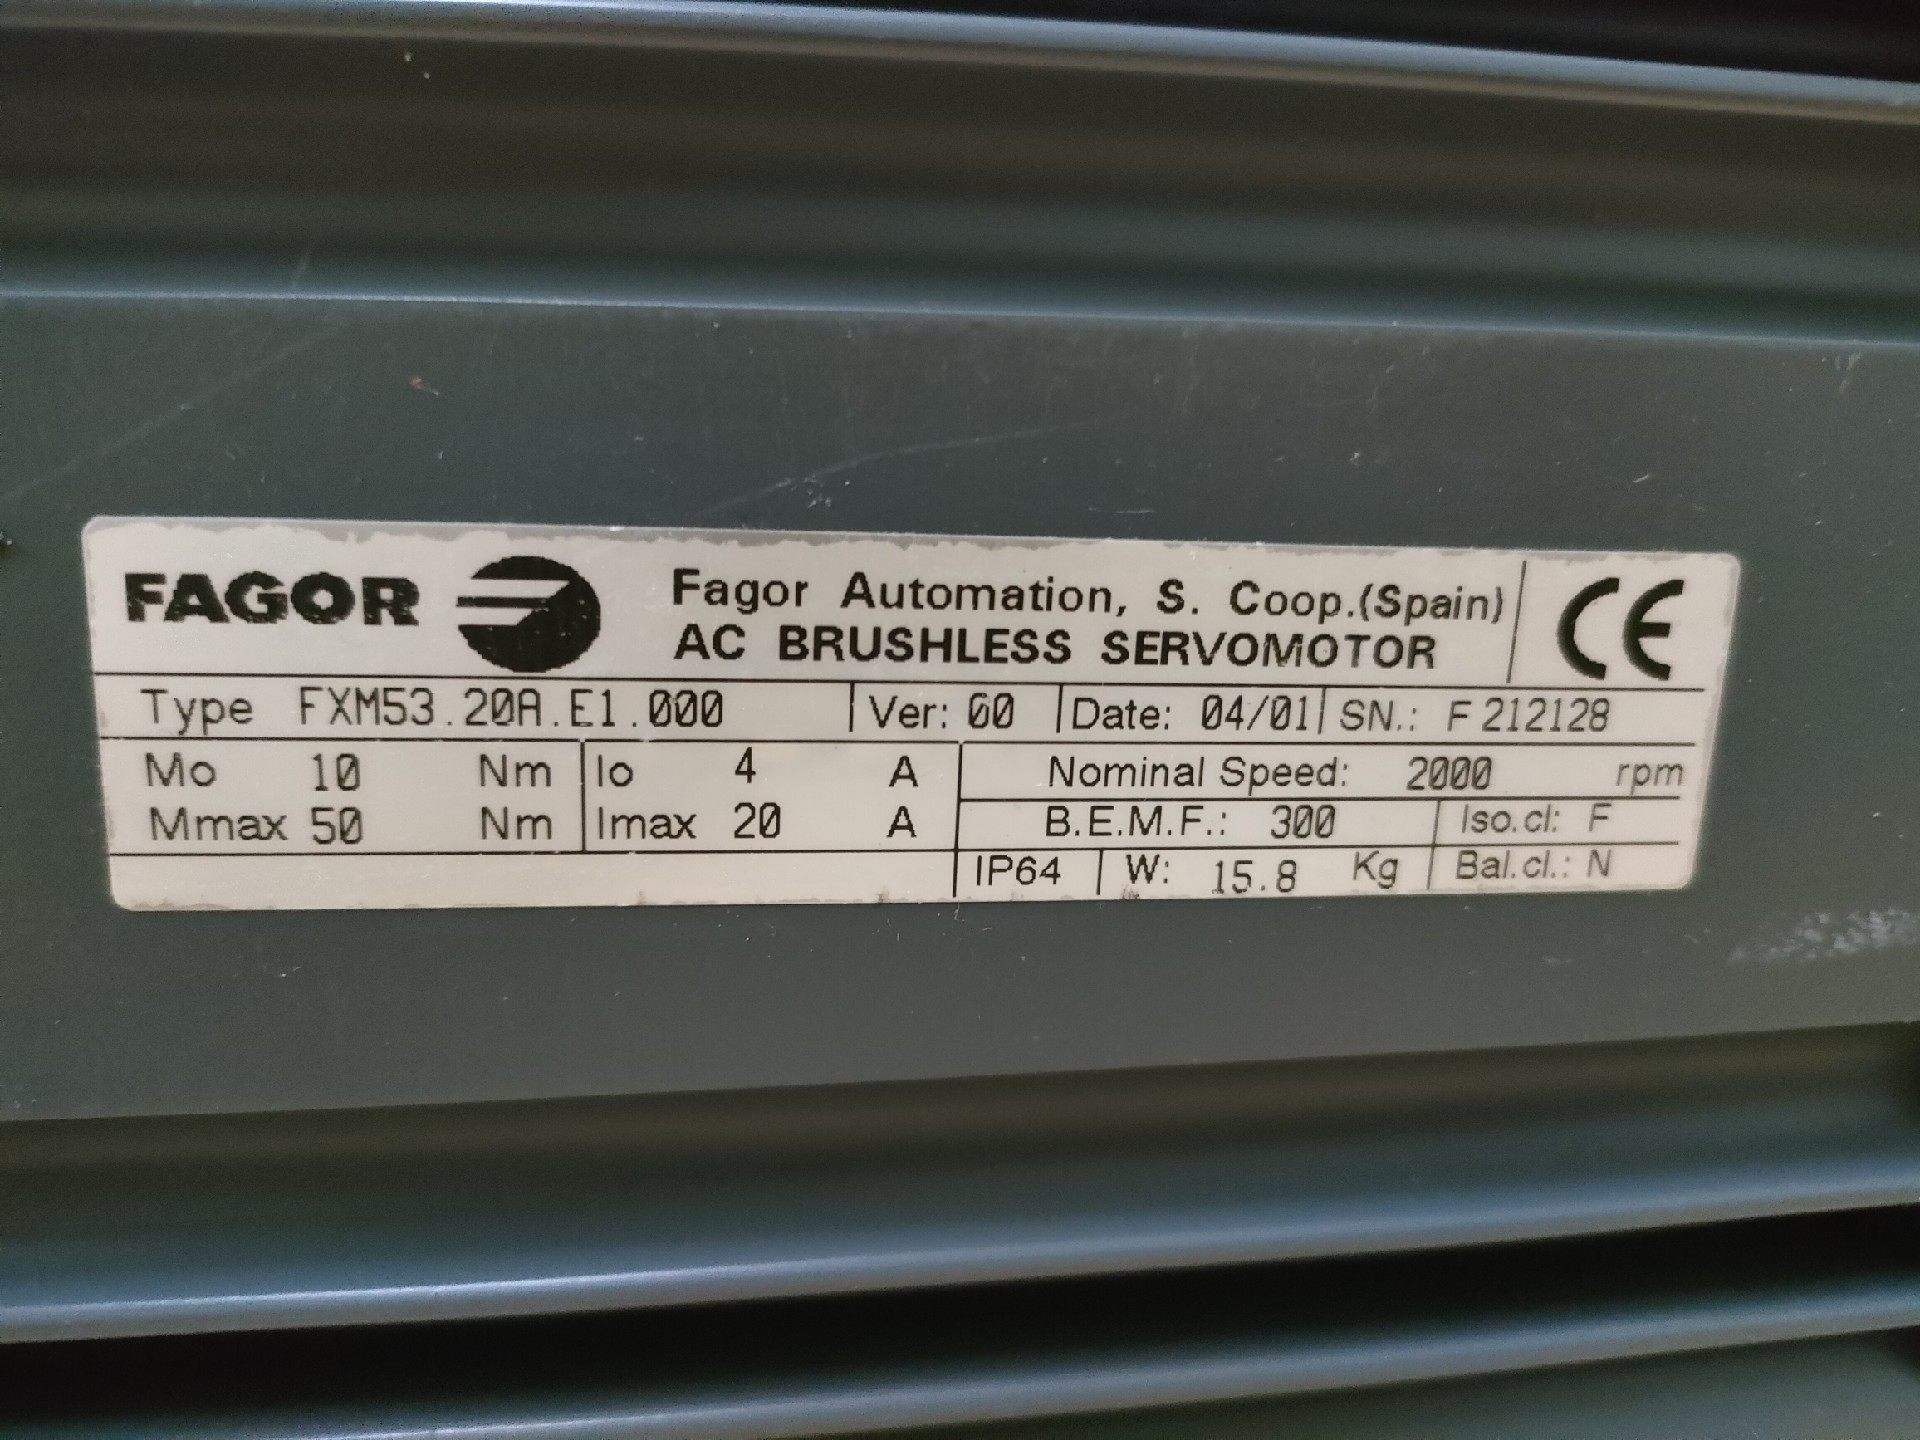 FAGOR Fagor Automation, S. Coop.(Spain) CE
AC BRUSHLESS SERVOMOTOR
Type FXM53.20A.E1.000 Ver: 00 Date: 04/01 SN.: F 212128
Mo 10 Nm Io 4 A Nominal Speed: 2000 rpm
Mmax 50 Nm Imax 20 A B.E.M.F.: 300 Iso.cl: F
IP64 W: 15.8 Kg Bal.cl.: N